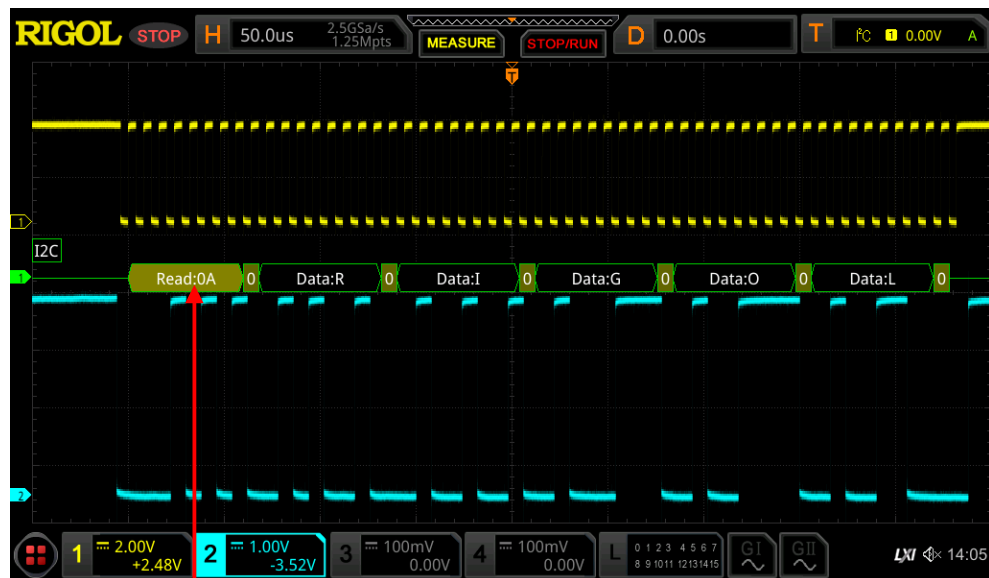 RIGOL STOP H 50.0us 2.5GSa/s 1.25Mpts MEASURE STOP/RUN D 0.00s T I²C 1 0.00V A
T
1
I2C
1 Read:0A 0 Data:R 0 Data:I 0 Data:G 0 Data:O 0 Data:L 0
2
1 2.00V +2.48V 2 1.00V -3.52V 3 100mV 0.00V 4 100mV 0.00V L 0 1 2 3 4 5 6 7 8 9 10 11 12 13 14 15 GI GII LXI 14:05